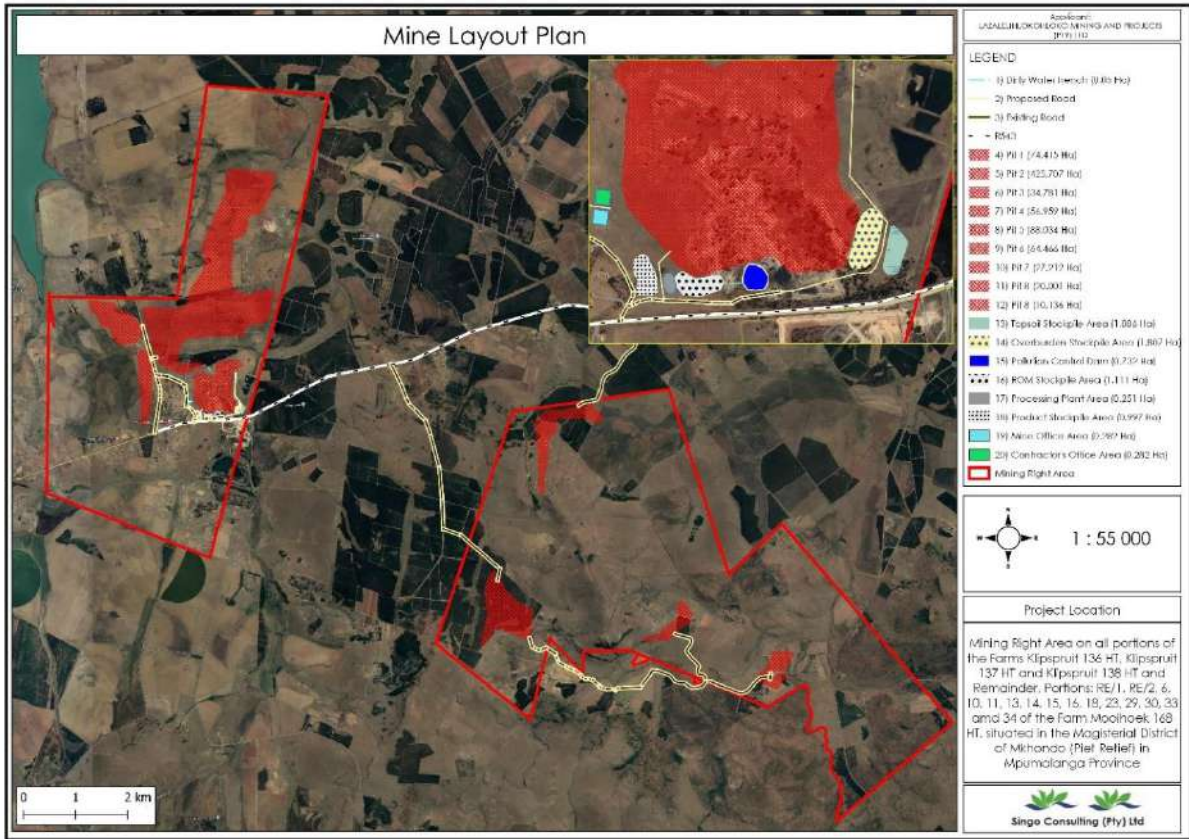 Mine Layout Plan
Applicant:
MINING AND PROJECTS
(PTY) LTD
LEGEND
1) Dirty Water Trench (0.85 Ha)
2) Proposed Road
3) Existing Road
R543
4) Pit 1 (74.415 Ha)
5) Pit 2 (425.707 Ha)
6) Pit 3 (34.781 Ha)
7) Pit 4 (56.959 Ha)
8) Pit 5 (88.034 Ha)
9) Pit 6 (64.466 Ha)
10) Pit 7 (27.212 Ha)
11) Pit 8 (20.001 Ha)
12) Pit 8 (10.136 Ha)
13) Topsoil Stockpile Area (1.006 Ha)
14) Overburden Stockpile Area (1.807 Ha)
15) Pollution Control Dam (0.732 Ha)
16) ROM Stockpile Area (1.111 Ha)
17) Processing Plant Area (0.251 Ha)
18) Product Stockpile Area (0.997 Ha)
19) Mine Office Area (0.282 Ha)
20) Contractors Office Area (0.282 Ha)
Mining Right Area
N
W E
S
1 : 55 000
Project Location
Mining Right Area on all portions of
the Farms Klipspruit 136 HT, Klipspruit
137 HT and Klipspruit 138 HT and
Remainder, Portions: RE/1, RE/2, 6,
10, 11, 13, 14, 15, 16, 18, 23, 29, 30, 33
amd 34 of the Farm Mooihoek 168
HT, situated in the Magisterial District
of Mkhondo (Piet Retief) in
Mpumalanga Province
0 1 2 km
Singo Consulting (Pty) Ltd